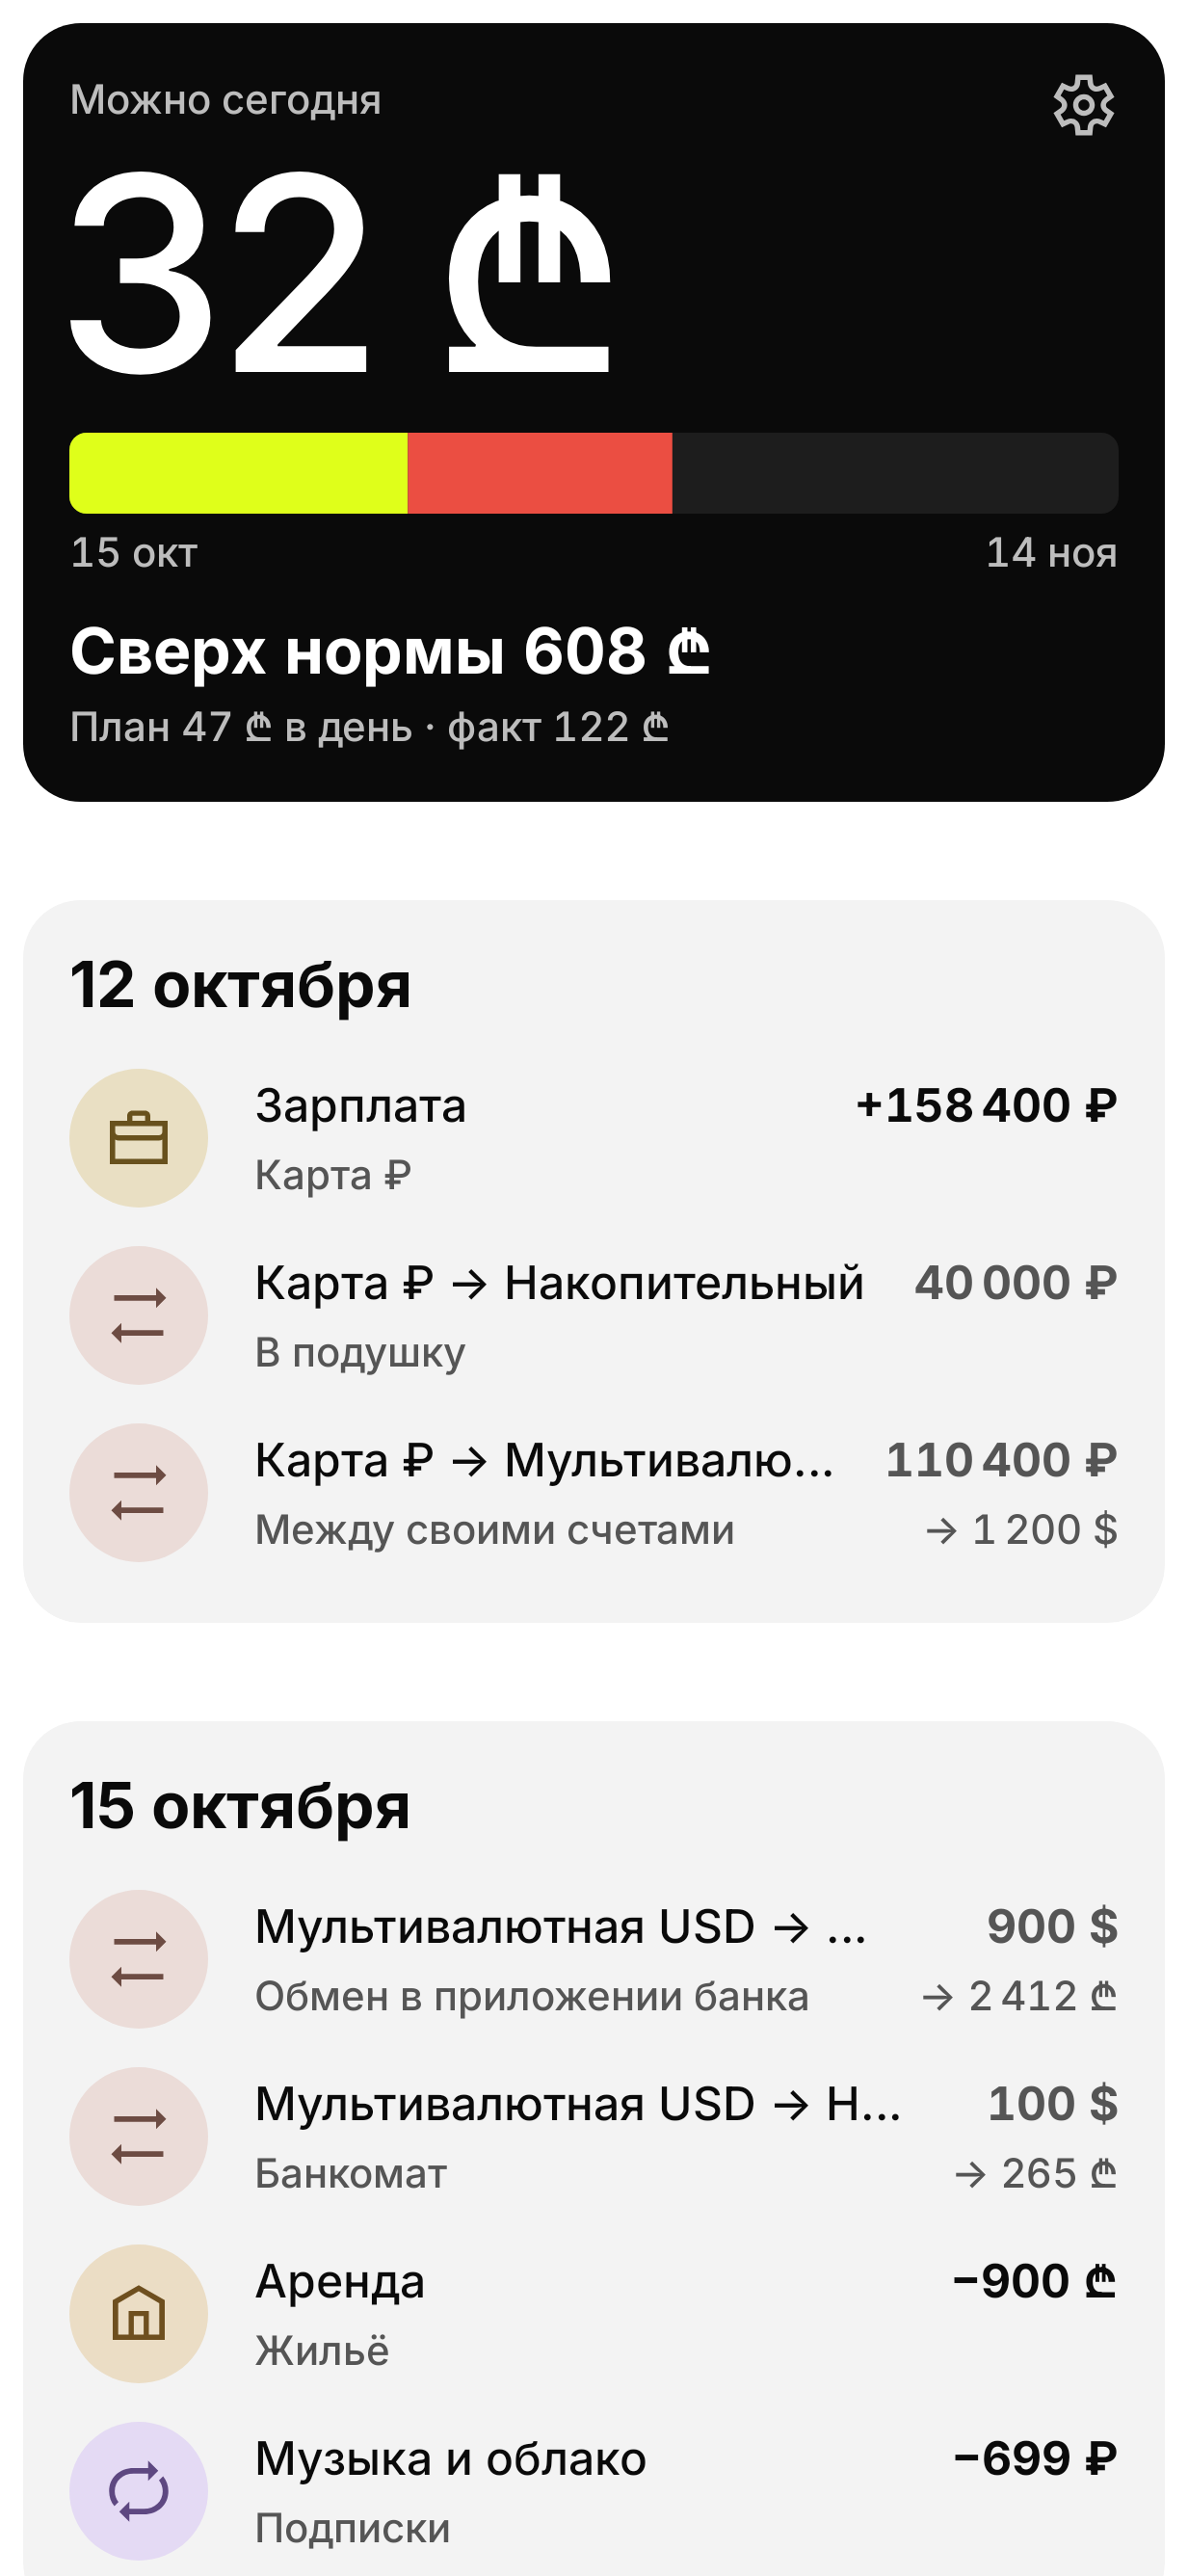 Можно сегодня
32 ₾
15 окт 14 ноя
Сверх нормы 608 ₾
План 47 ₾ в день · факт 122 ₾
12 октября
Зарплата +158 400 ₽
Карта ₽
Карта ₽ → Накопительный 40 000 ₽
В подушку
Карта ₽ → Мультивалю... 110 400 ₽
Между своими счетами → 1 200 $
15 октября
Мультивалютная USD → ... 900 $
Обмен в приложении банка → 2 412 ₾
Мультивалютная USD → Н... 100 $
Банкомат → 265 ₾
Аренда −900 ₾
Жильё
Музыка и облако −699 ₽
Подписки